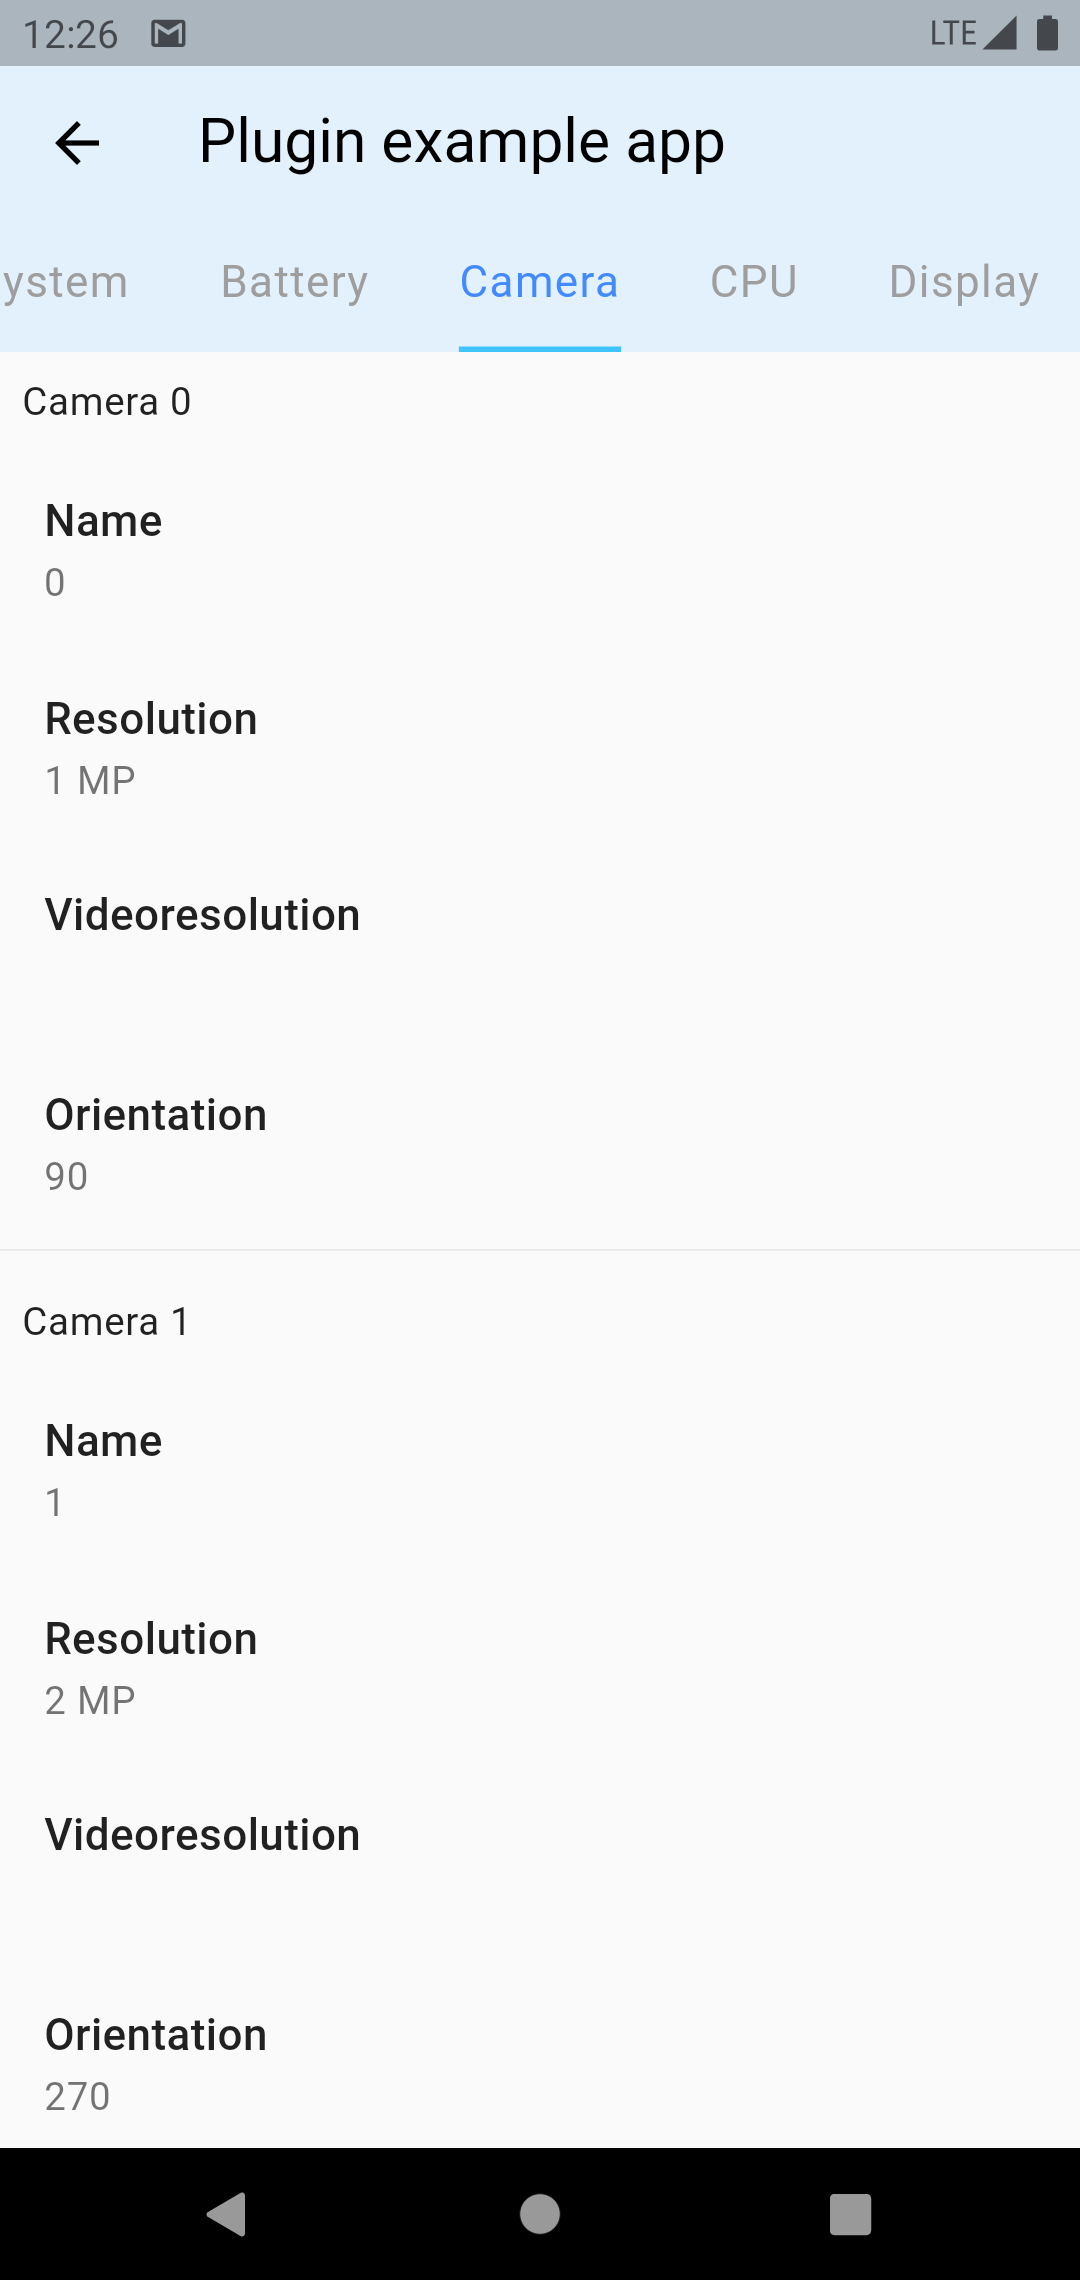 12:26 LTE
Plugin example app
ystem Battery Camera CPU Display
Camera 0
Name
0
Resolution
1 MP
Videoresolution
Orientation
90
Camera 1
Name
1
Resolution
2 MP
Videoresolution
Orientation
270